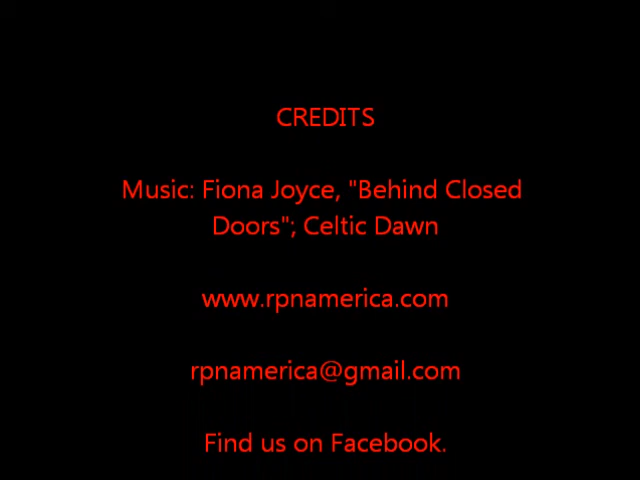 CREDITS
Music: Fiona Joyce, "Behind Closed
Doors"; Celtic Dawn
www.rpnamerica.com
rpnamerica@gmail.com
Find us on Facebook.